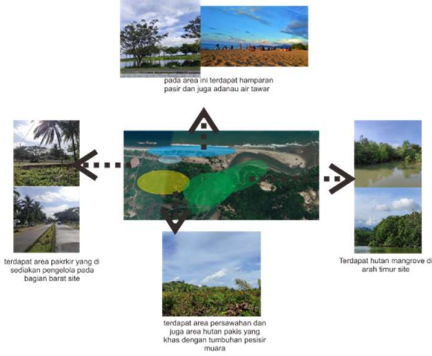 pada area ini terdapat hamparan
pasir dan juga adanau air tawar
terdapat area pakrkir yang di
sediakan pengelola pada
bagian barat site
Terdapat hutan mangrove di
arah timur site
terdapat area persawahan dan
juga area hutan pakis yang
khas dengan tumbuhan pesisir
muara